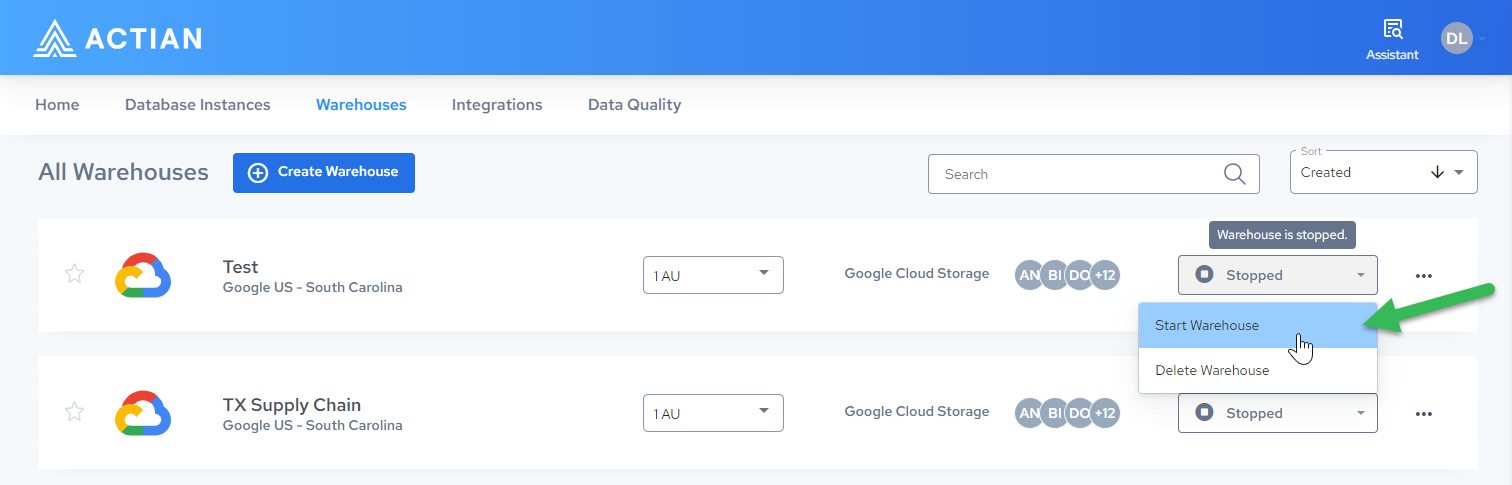 ACTIAN
Assistant
DL
Home Database Instances Warehouses Integrations Data Quality
All Warehouses
Create Warehouse
Search
Sort
Created
Warehouse is stopped.
Test
Google US - South Carolina
1 AU
Google Cloud Storage
AN BI DO +12
Stopped
Start Warehouse
Delete Warehouse
TX Supply Chain
Google US - South Carolina
1 AU
Google Cloud Storage
AN BI DO +12
Stopped